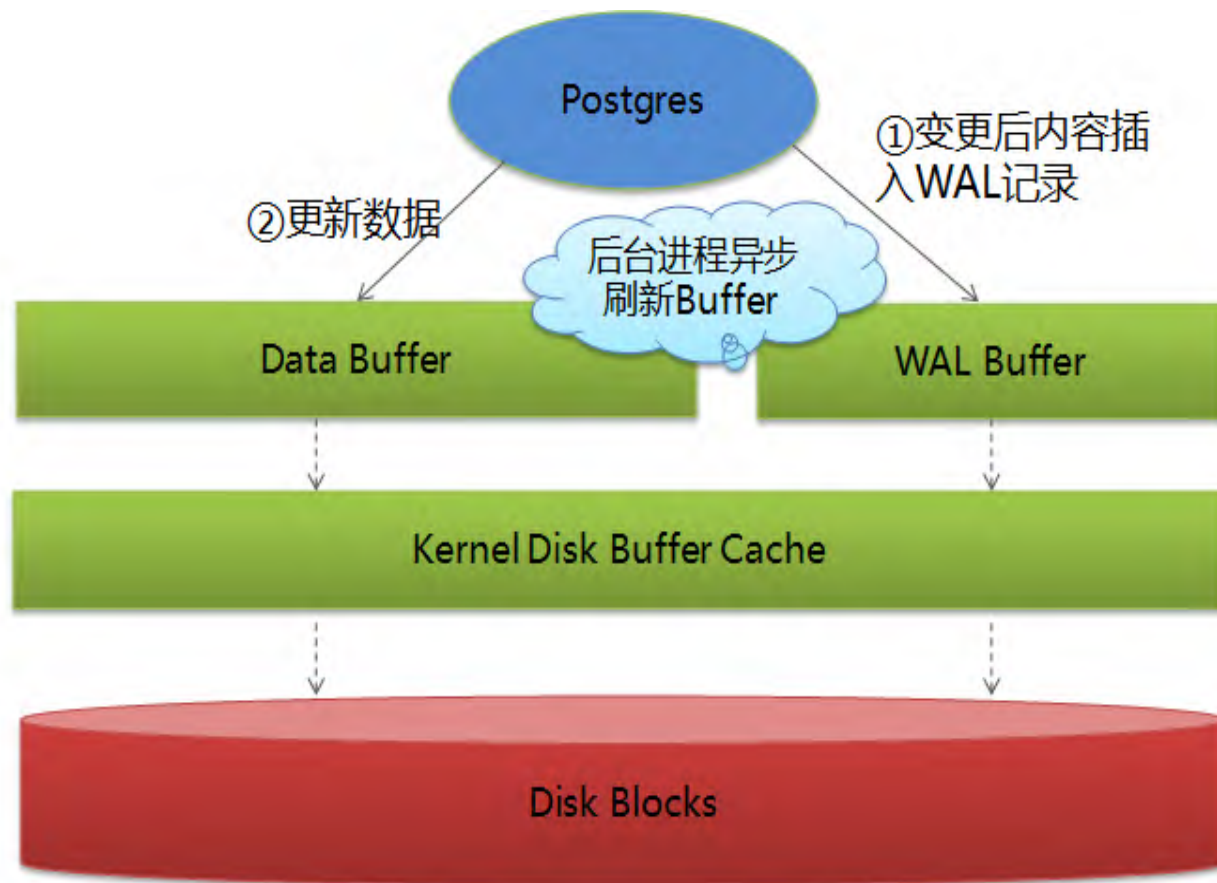 Postgres
①变更后内容插
入WAL记录
②更新数据
后台进程异步
刷新Buffer
Data Buffer
WAL Buffer
Kernel Disk Buffer Cache
Disk Blocks